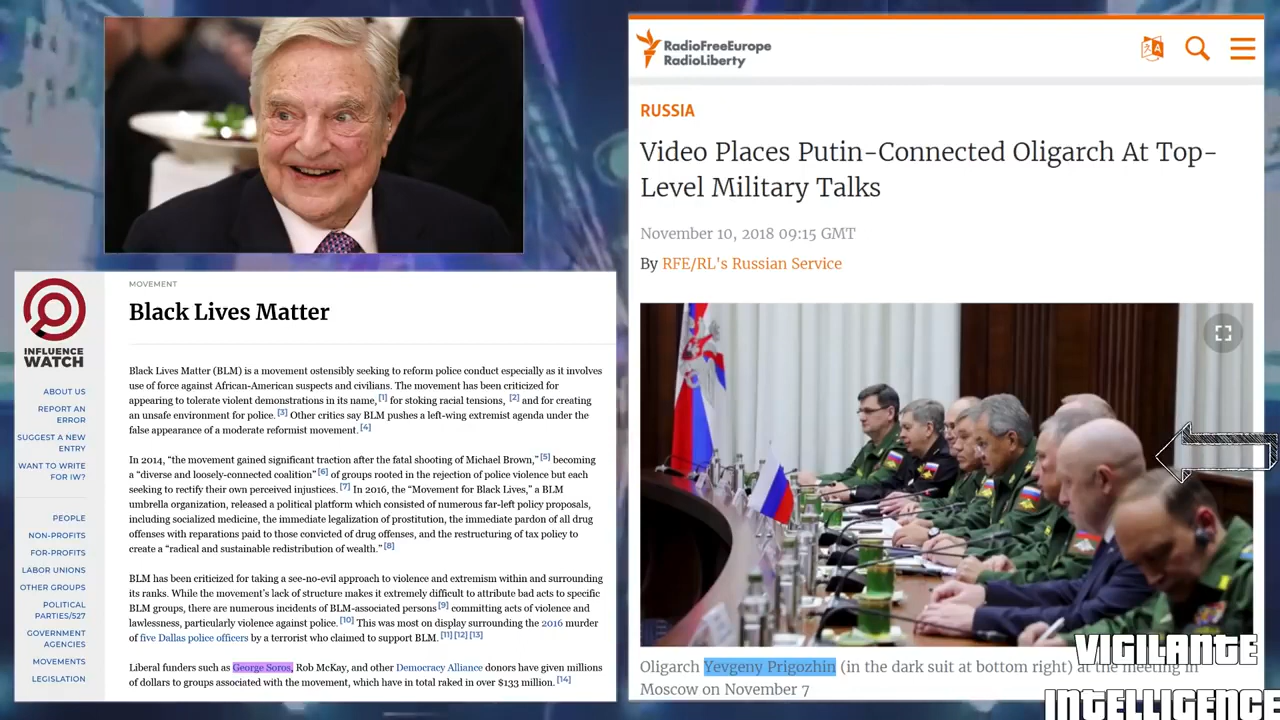 INFLUENCE
WATCH
ABOUT US
REPORT AN
ERROR
SUGGEST A NEW
ENTRY
WANT TO WRITE
FOR IW?
PEOPLE
NON-PROFITS
FOR-PROFITS
LABOR UNIONS
OTHER GROUPS
POLITICAL
PARTIES/527
GOVERNMENT
AGENCIES
MOVEMENTS
LEGISLATION
MOVEMENT
Black Lives Matter
Black Lives Matter (BLM) is a movement ostensibly seeking to reform police conduct especially as it involves
use of force against African-American suspects and civilians. The movement has been criticized for
appearing to tolerate violent demonstrations in its name,[1] for stoking racial tensions, [2] and for creating
an unsafe environment for police.[3] Other critics say BLM pushes a left-wing extremist agenda under the
false appearance of a moderate reformist movement.[4]
In 2014, “the movement gained significant traction after the fatal shooting of Michael Brown,”[5] becoming
a “diverse and loosely-connected coalition”[6] of groups rooted in the rejection of police violence but each
seeking to rectify their own perceived injustices.[7] In 2016, the “Movement for Black Lives,” a BLM
umbrella organization, released a political platform which consisted of numerous far-left policy proposals,
including socialized medicine, the immediate legalization of prostitution, the immediate pardon of all drug
offenses with reparations paid to those convicted of drug offenses, and the restructuring of tax policy to
create a “radical and sustainable redistribution of wealth.”[8]
BLM has been criticized for taking a see-no-evil approach to violence and extremism within and surrounding
its ranks. While the movement’s lack of structure makes it extremely difficult to attribute bad acts to specific
BLM groups, there are numerous incidents of BLM-associated persons[9] committing acts of violence and
lawlessness, particularly violence against police.[10] This was most on display surrounding the 2016 murder
of five Dallas police officers by a terrorist who claimed to support BLM.[11] [12] [13]
Liberal funders such as George Soros, Rob McKay, and other Democracy Alliance donors have given millions
of dollars to groups associated with the movement, which have in total raked in over $133 million.[14]
RadioFreeEurope
RadioLiberty
RUSSIA
Video Places Putin-Connected Oligarch At Top-
Level Military Talks
November 10, 2018 09:15 GMT
By RFE/RL's Russian Service
Oligarch Yevgeny Prigozhin (in the dark suit at bottom right) at the meeting in
Moscow on November 7
VIGILANTE
INTELLIGENCE